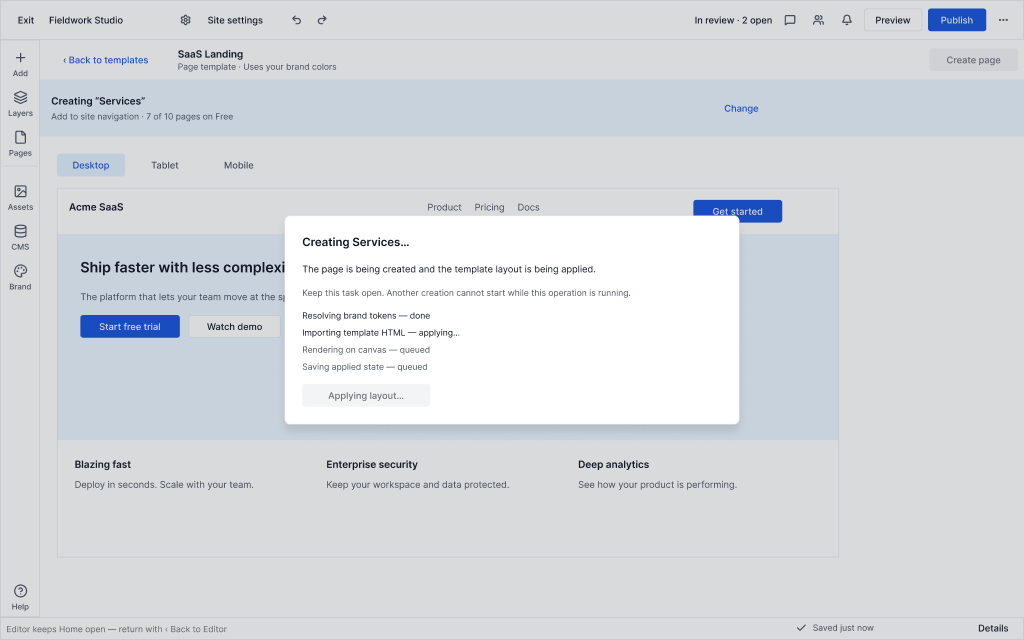 Exit Fieldwork Studio Site settings In review · 2 open Preview Publish
Add
Layers
Pages
Assets
CMS
Brand
Help
‹ Back to templates
SaaS Landing
Page template · Uses your brand colors
Create page
Creating “Services”
Add to site navigation · 7 of 10 pages on Free
Change
Desktop Tablet Mobile
Acme SaaS Product Pricing Docs Get started
Ship faster with less complexi
The platform that lets your team move at the sp
Start free trial Watch demo
Creating Services…
The page is being created and the template layout is being applied.
Keep this task open. Another creation cannot start while this operation is running.
Resolving brand tokens — done
Importing template HTML — applying…
Rendering on canvas — queued
Saving applied state — queued
Applying layout…
Blazing fast
Deploy in seconds. Scale with your team.
Enterprise security
Keep your workspace and data protected.
Deep analytics
See how your product is performing.
Editor keeps Home open — return with ‹ Back to Editor
Saved just now
Details